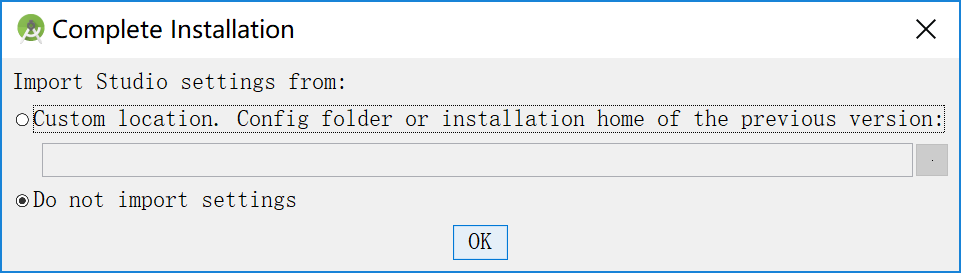 Complete Installation
Import Studio settings from:
Custom location. Config folder or installation home of the previous version:
.
Do not import settings
OK